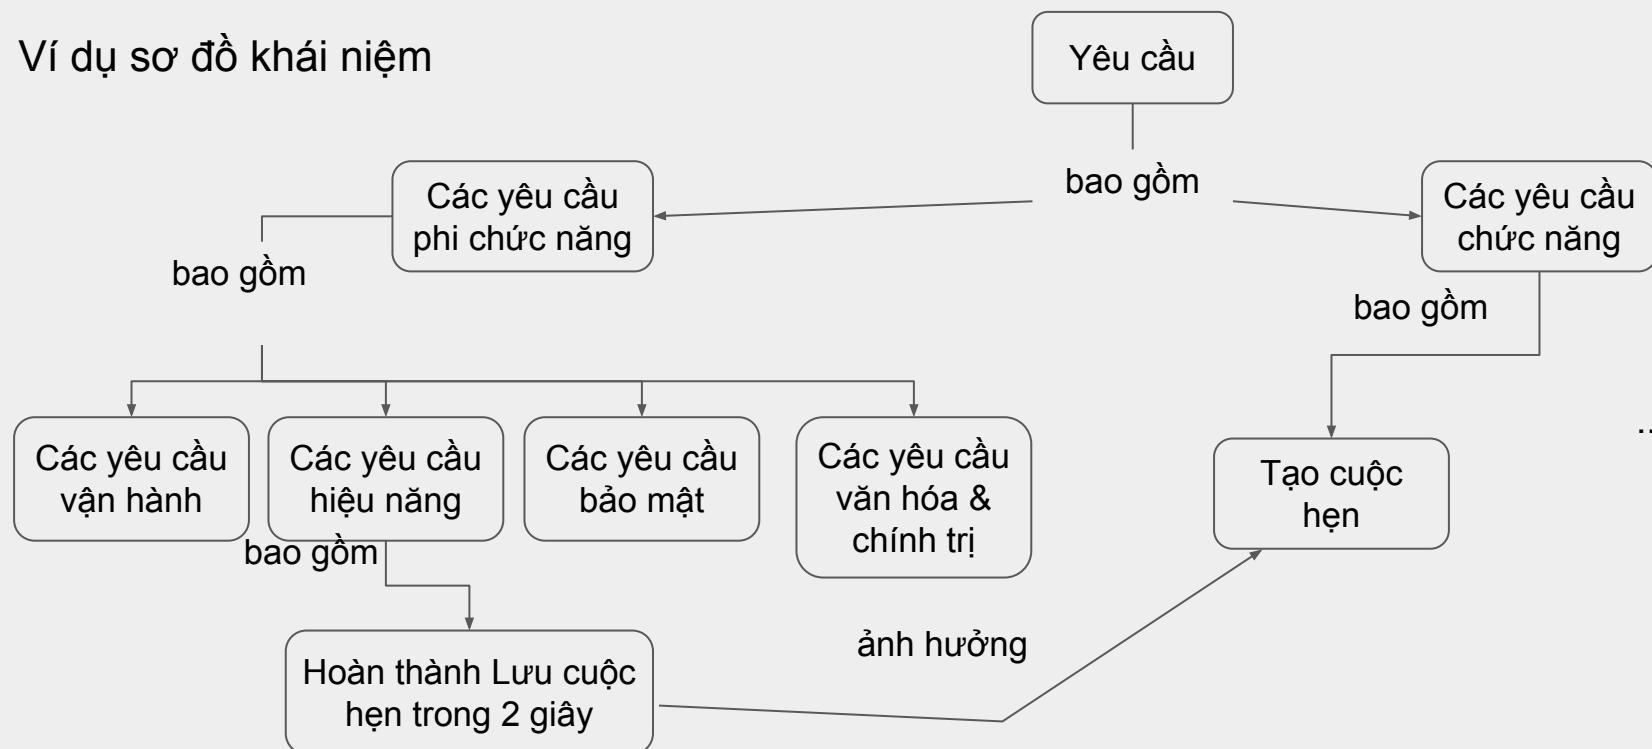 Ví dụ sơ đồ khái niệm
Yêu cầu
bao gồm
Các yêu cầu
phi chức năng
Các yêu cầu
chức năng
bao gồm
bao gồm
Các yêu cầu
vận hành
Các yêu cầu
hiệu năng
Các yêu cầu
bảo mật
Các yêu cầu
văn hóa &
chính trị
Tạo cuộc
hẹn
..
bao gồm
Hoàn thành Lưu cuộc
hẹn trong 2 giây
ảnh hưởng